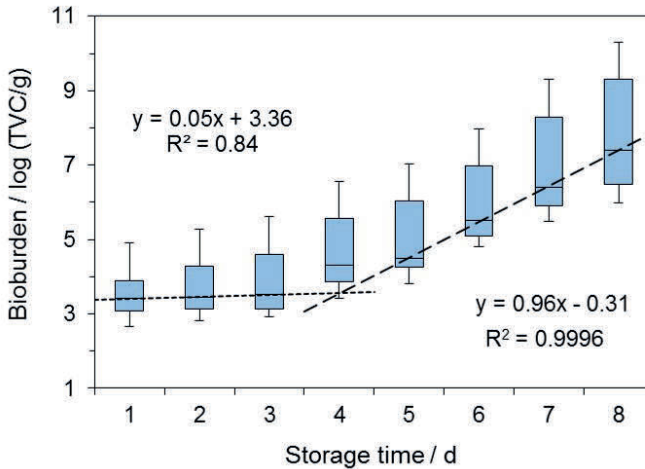 11
9
7
5
3
1
Bioburden / log (TVC/g)
y = 0.05x + 3.36
R² = 0.84
y = 0.96x - 0.31
R² = 0.9996
1 2 3 4 5 6 7 8
Storage time / d